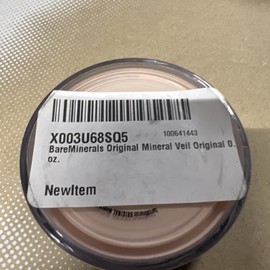 X003U68SQ5 100641443
BareMinerals Original Mineral Veil Original 0.
oz.
NewItem